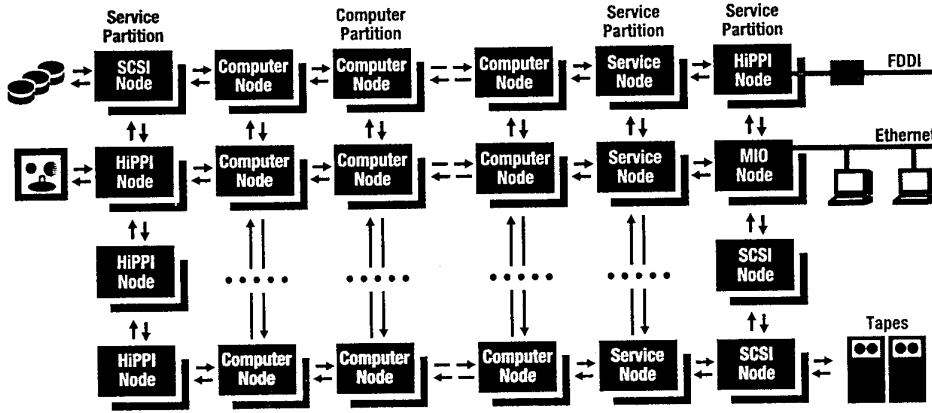 Service
Partition
Computer
Partition
Service
Partition
Service
Partition
SCSI
Node
Computer
Node
Computer
Node
Computer
Node
Service
Node
HiPPI
Node
FDDI
Ethernet
HiPPI
Node
Computer
Node
Computer
Node
Computer
Node
Service
Node
MIO
Node
HiPPI
Node
SCSI
Node
Tapes
HiPPI
Node
Computer
Node
Computer
Node
Computer
Node
Service
Node
SCSI
Node